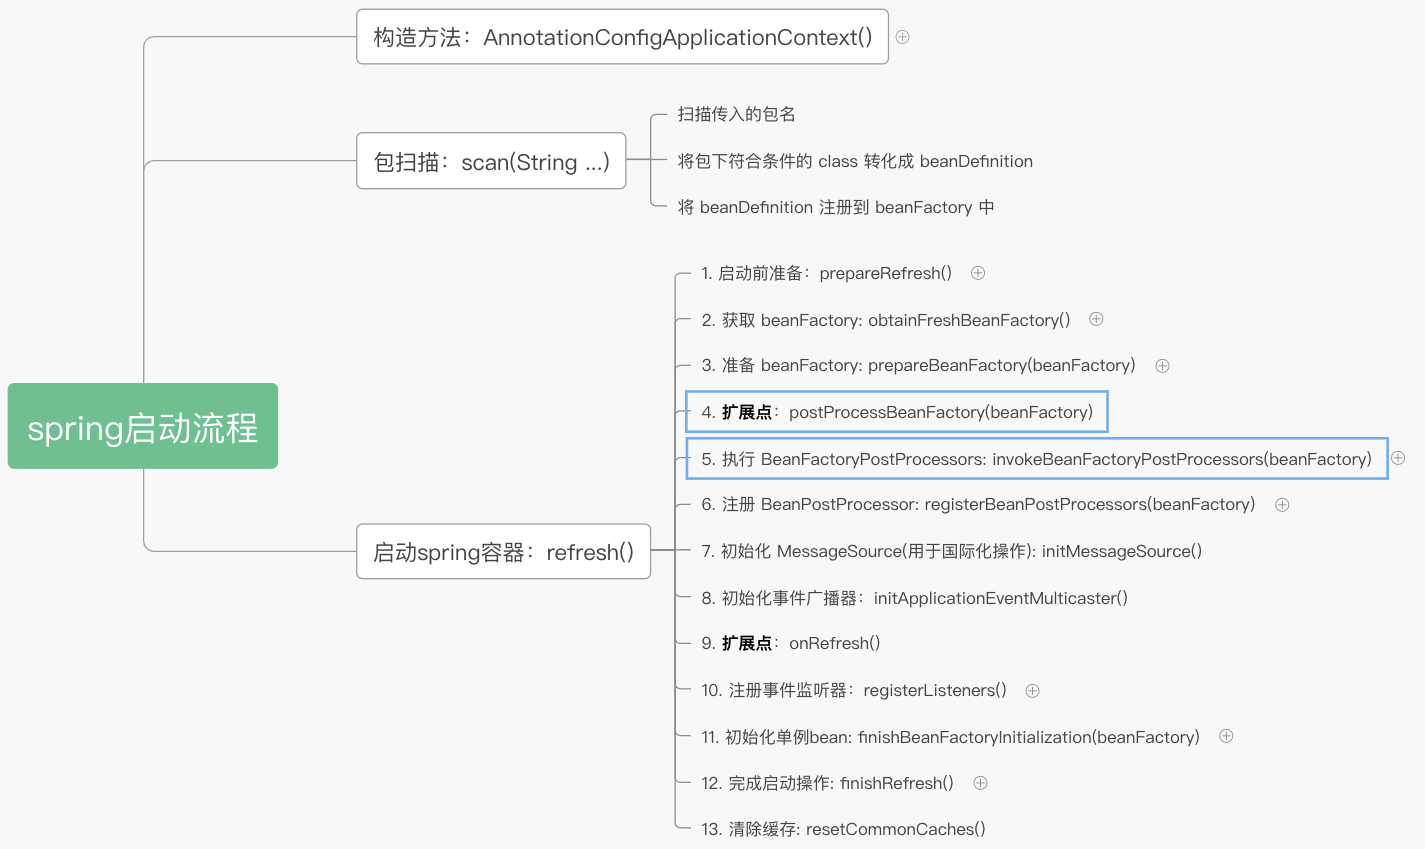 构造方法：AnnotationConfigApplicationContext()
包扫描：scan(String ...)
扫描传入的包名
将包下符合条件的 class 转化成 beanDefinition
将 beanDefinition 注册到 beanFactory 中
spring启动流程
启动spring容器：refresh()
1. 启动前准备：prepareRefresh()
2. 获取 beanFactory: obtainFreshBeanFactory()
3. 准备 beanFactory: prepareBeanFactory(beanFactory)
4. 扩展点：postProcessBeanFactory(beanFactory)
5. 执行 BeanFactoryPostProcessors: invokeBeanFactoryPostProcessors(beanFactory)
6. 注册 BeanPostProcessor: registerBeanPostProcessors(beanFactory)
7. 初始化 MessageSource(用于国际化操作): initMessageSource()
8. 初始化事件广播器：initApplicationEventMulticaster()
9. 扩展点：onRefresh()
10. 注册事件监听器：registerListeners()
11. 初始化单例bean: finishBeanFactoryInitialization(beanFactory)
12. 完成启动操作: finishRefresh()
13. 清除缓存: resetCommonCaches()